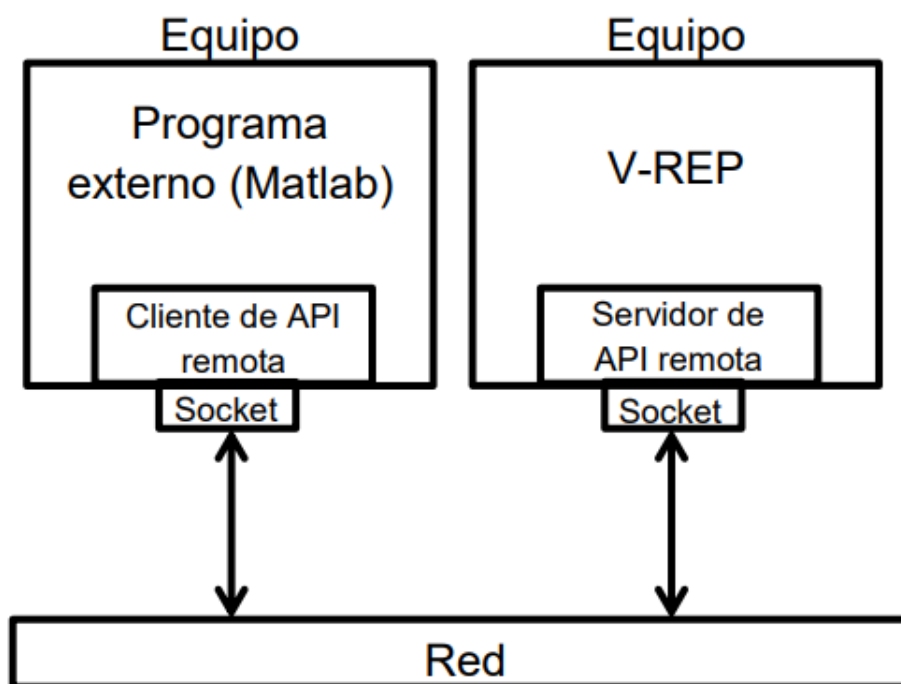 Equipo
Programa
externo (Matlab)
Cliente de API
remota
Socket
Equipo
V-REP
Servidor de
API remota
Socket
Red